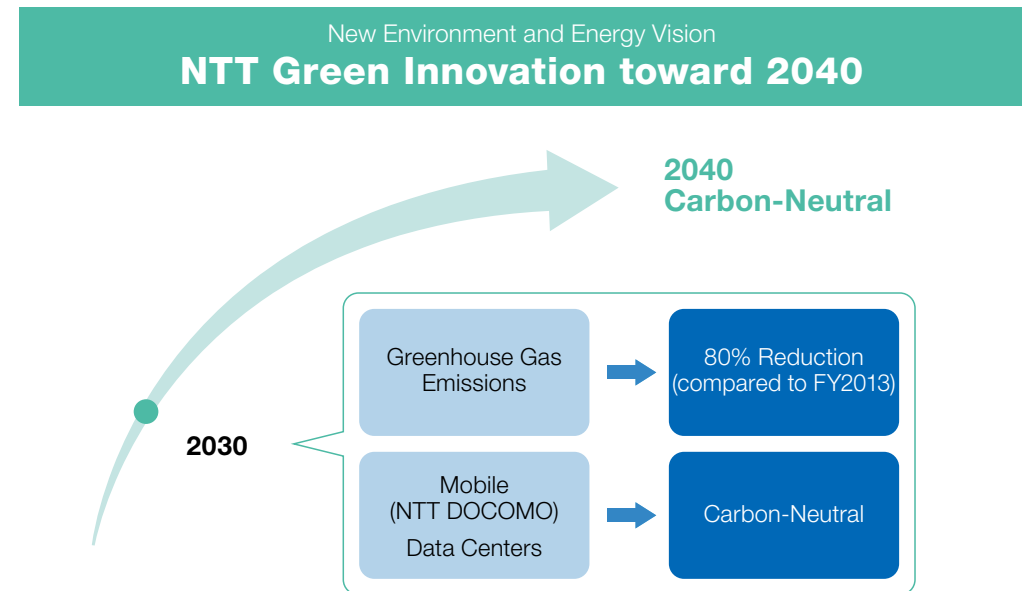 New Environment and Energy Vision
NTT Green Innovation toward 2040
2040
Carbon-Neutral
2030
Greenhouse Gas
Emissions
80% Reduction
(compared to FY2013)
Mobile
(NTT DOCOMO)
Data Centers
Carbon-Neutral